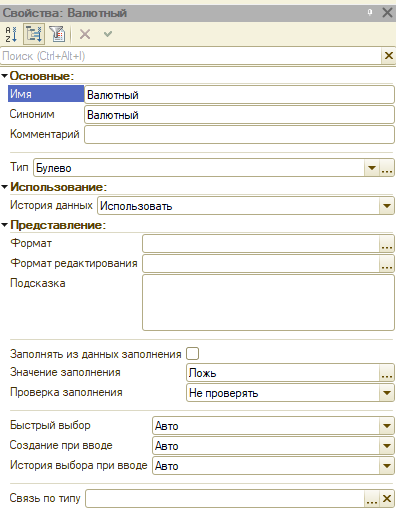 Свойства: Валютный
Поиск (Ctrl+Alt+I)
Основные:
Имя Валютный
Синоним Валютный
Комментарий
Тип Булево
Использование:
История данных Использовать
Представление:
Формат
Формат редактирования
Подсказка
Заполнять из данных заполнения
Значение заполнения Ложь
Проверка заполнения Не проверять
Быстрый выбор Авто
Создание при вводе Авто
История выбора при вводе Авто
Связь по типу